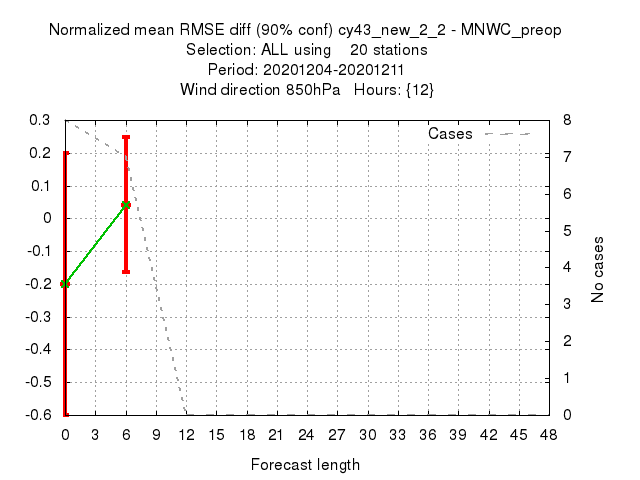 Normalized mean RMSE diff (90% conf) cy43_new_2_2 - MNWC_preop
Selection: ALL using 20 stations
Period: 20201204-20201211
Wind direction 850hPa Hours: {12}
Cases
0.3
0.2
0.1
0
-0.1
-0.2
-0.3
-0.4
-0.5
-0.6
8
7
6
5
4
3
2
1
0
No cases
0 3 6 9 12 15 18 21 24 27 30 33 36 39 42 45 48
Forecast length